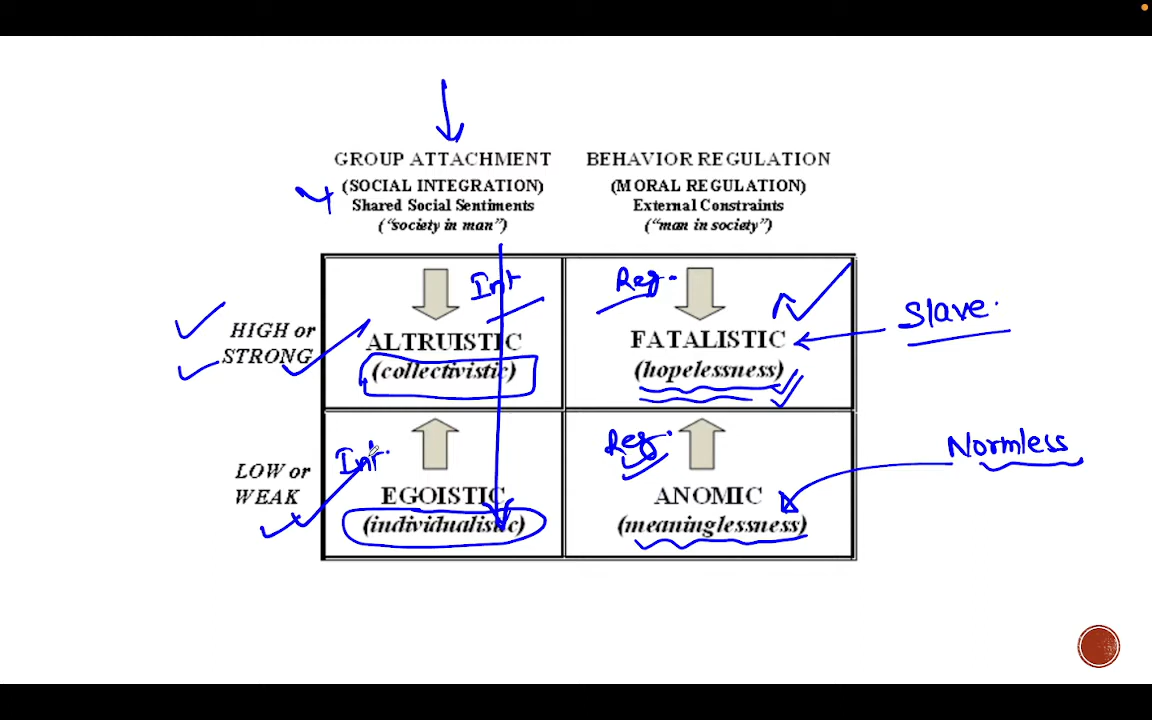 GROUP ATTACHMENT
(SOCIAL INTEGRATION)
Shared Social Sentiments
("society in man")
BEHAVIOR REGULATION
(MORAL REGULATION)
External Constraints
("man in society")
HIGH or
STRONG
Int
ALTRUISTIC
(collectivistic)
Reg.
FATALISTIC
(hopelessness)
Slave.
LOW or
WEAK
Int.
EGOISTIC
(individualistic)
Reg.
ANOMIC
(meaninglessness)
Normless